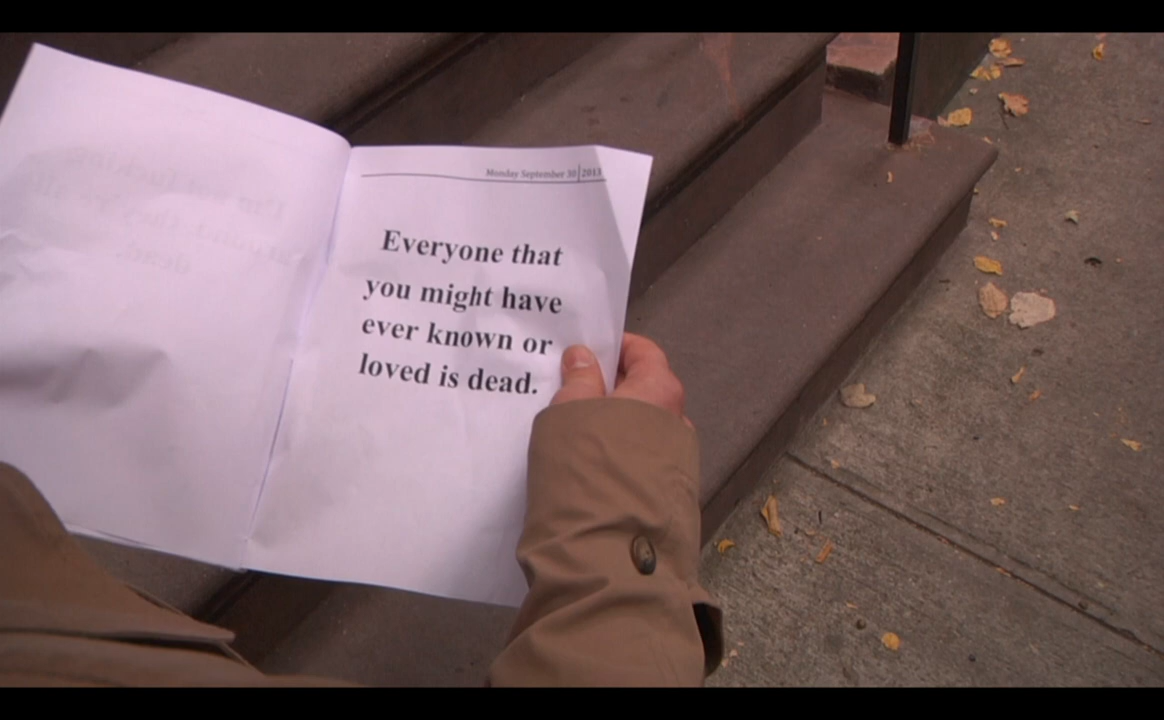 Monday September 30 2013
Everyone that
you might have
ever known or
loved is dead.